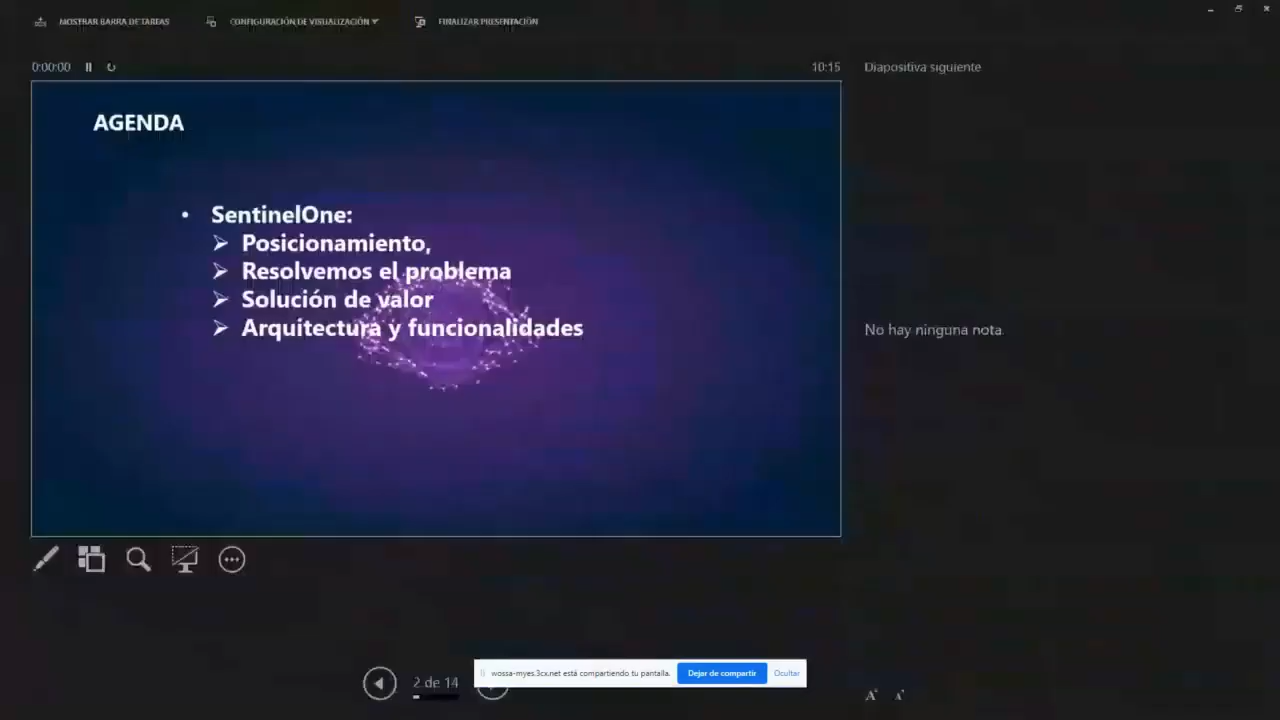 MOSTRAR BARRA DE TAREAS
CONFIGURACIÓN DE VISUALIZACIÓN
FINALIZAR PRESENTACIÓN
0:00:00
10:15
Diapositiva siguiente
AGENDA
• SentinelOne:
➢ Posicionamiento,
➢ Resolvemos el problema
➢ Solución de valor
➢ Arquitectura y funcionalidades
No hay ninguna nota.
2 de 14
wossa-myes.3cx.net está compartiendo tu pantalla.
Dejar de compartir
Ocultar
A A